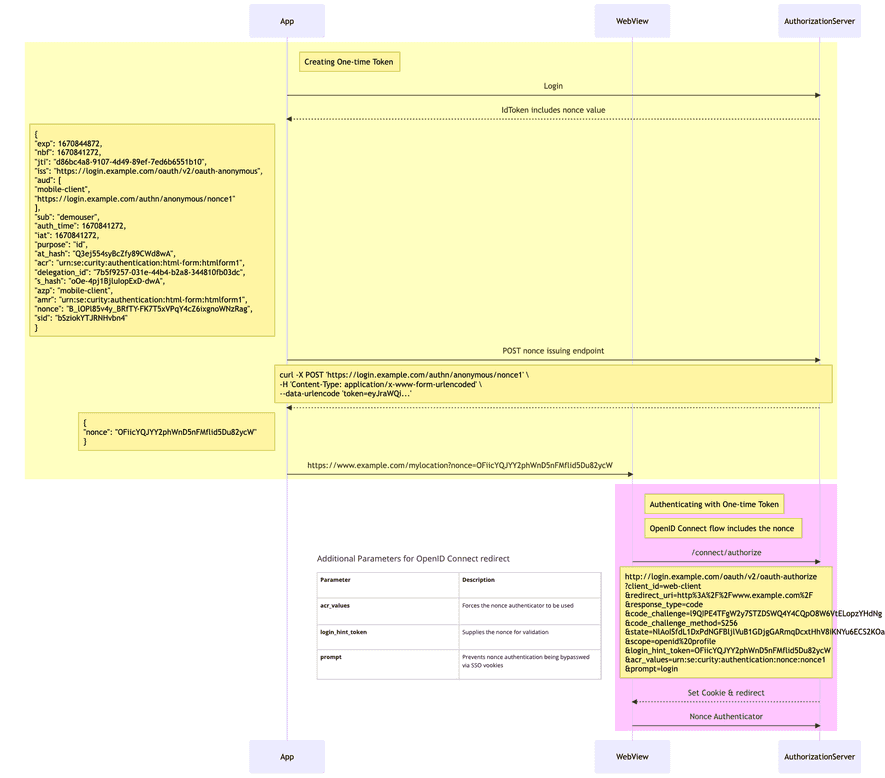 App
WebView
AuthorizationServer
Creating One-time Token
Login
IdToken includes nonce value
{
"exp": 1670844872,
"nbf": 1670841272,
"jti": "d86bc4a8-9107-4d49-89ef-7ed6b6551b10",
"iss": "https://login.example.com/oauth/v2/oauth-anonymous",
"aud": [
"mobile-client",
"https://login.example.com/authn/anonymous/nonce1"
],
"sub": "demouser",
"auth_time": 1670841272,
"iat": 1670841272,
"purpose": "id",
"at_hash": "Q3ej554syBcZfy89CWd8wA",
"acr": "urn:se:curity:authentication:html-form:htmlform1",
"delegation_id": "7b5f9257-031e-44b4-b2a8-344810fb03dc",
"s_hash": "oOe-4pj1BjluIopExD-dwA",
"azp": "mobile-client",
"amr": "urn:se:curity:authentication:html-form:htmlform1",
"nonce": "B_lOPl85v4y_BRfTY-FK7T5xVPqY4cZ6ixgnoWNzRag",
"sid": "bSziokYTJRNHvbn4"
}
POST nonce issuing endpoint
curl -X POST 'https://login.example.com/authn/anonymous/nonce1' \
-H 'Content-Type: application/x-www-form-urlencoded' \
--data-urlencode 'token=eyJraWQi...'
{
"nonce": "OFiicYQJYY2phWnD5nFMflid5Du82ycW"
}
https://www.example.com/mylocation?nonce=OFiicYQJYY2phWnD5nFMflid5Du82ycW
Authenticating with One-time Token
OpenID Connect flow includes the nonce
/connect/authorize
Additional Parameters for OpenID Connect redirect
Parameter Description
acr_values Forces the nonce authenticator to be used
login_hint_token Supplies the nonce for validation
prompt Prevents nonce authentication being bypasswed
via SSO vookies
http://login.example.com/oauth/v2/oauth-authorize
?client_id=web-client
&redirect_uri=http%3A%2F%2Fwww.example.com%2F
&response_type=code
&code_challenge=l9QIPE4TFgW2y7STZDSWQ4Y4CQpO8W6VtELopzYHdNg
&code_challenge_method=S256
&state=NlAoISfdL1DxPdNGFBIjlVuB1GDjgGARmqDcxtHhV8iKNYu6ECS2KOa
&scope=openid%20profile
&login_hint_token=OFiicYQJYY2phWnD5nFMflid5Du82ycW
&acr_values=urn:se:curity:authentication:nonce:nonce1
&prompt=login
Set Cookie & redirect
Nonce Authenticator
App
WebView
AuthorizationServer